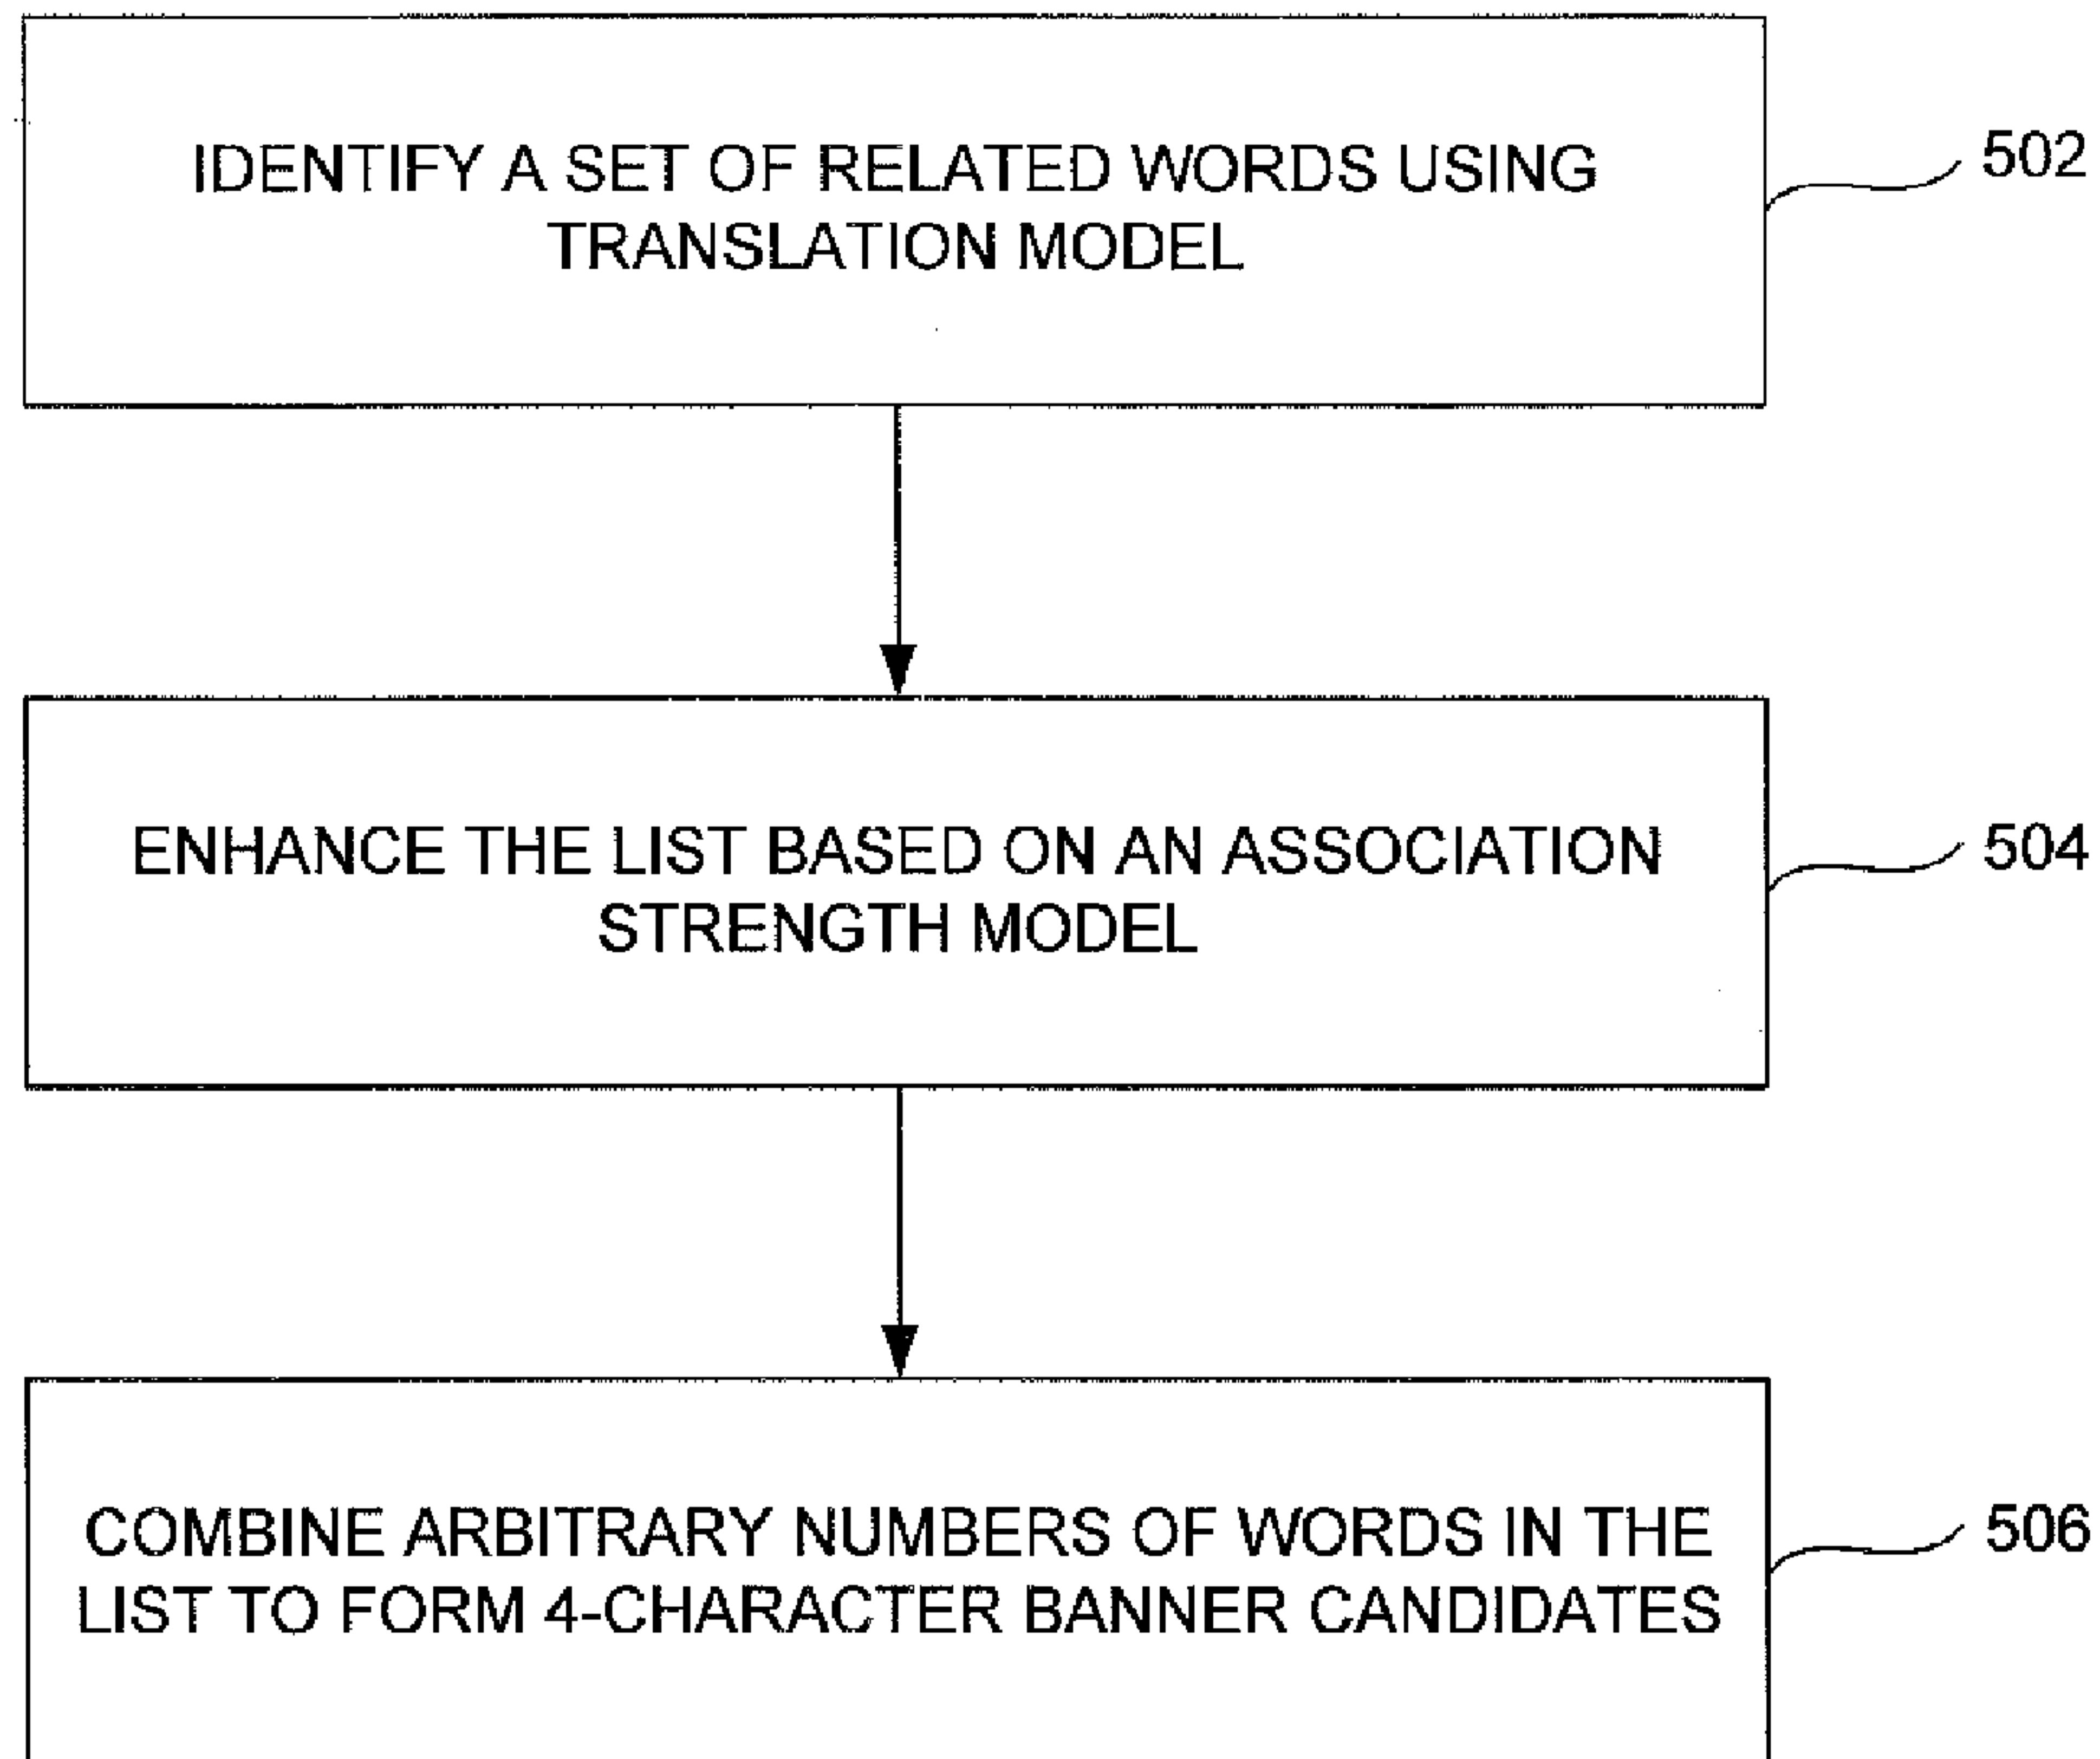 IDENTIFY A SET OF RELATED WORDS USING
TRANSLATION MODEL
502
ENHANCE THE LIST BASED ON AN ASSOCIATION
STRENGTH MODEL
504
COMBINE ARBITRARY NUMBERS OF WORDS IN THE
LIST TO FORM 4-CHARACTER BANNER CANDIDATES
506